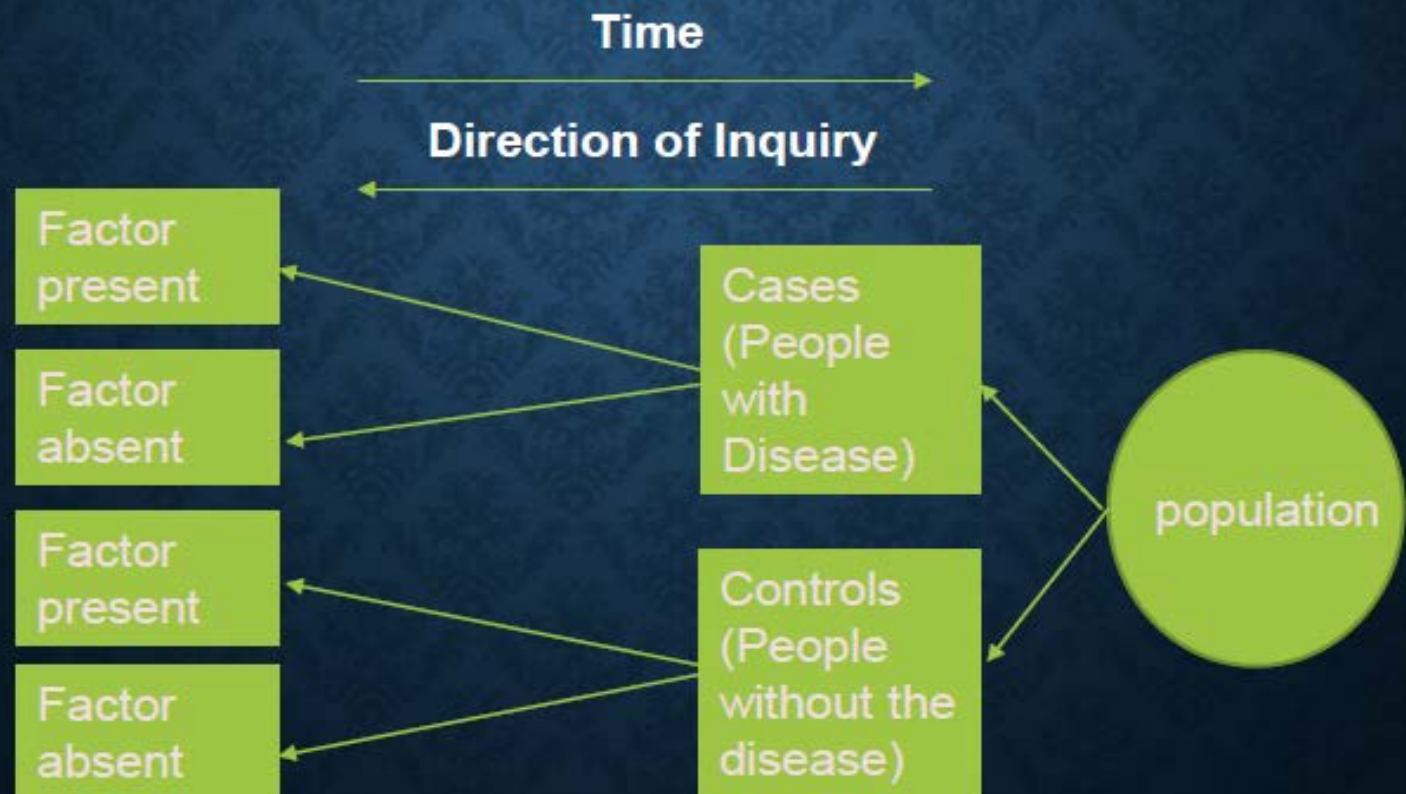 Time
Direction of Inquiry
Factor
present
Factor
absent
Factor
present
Factor
absent
Cases
(People
with
Disease)
Controls
(People
without the
disease)
population